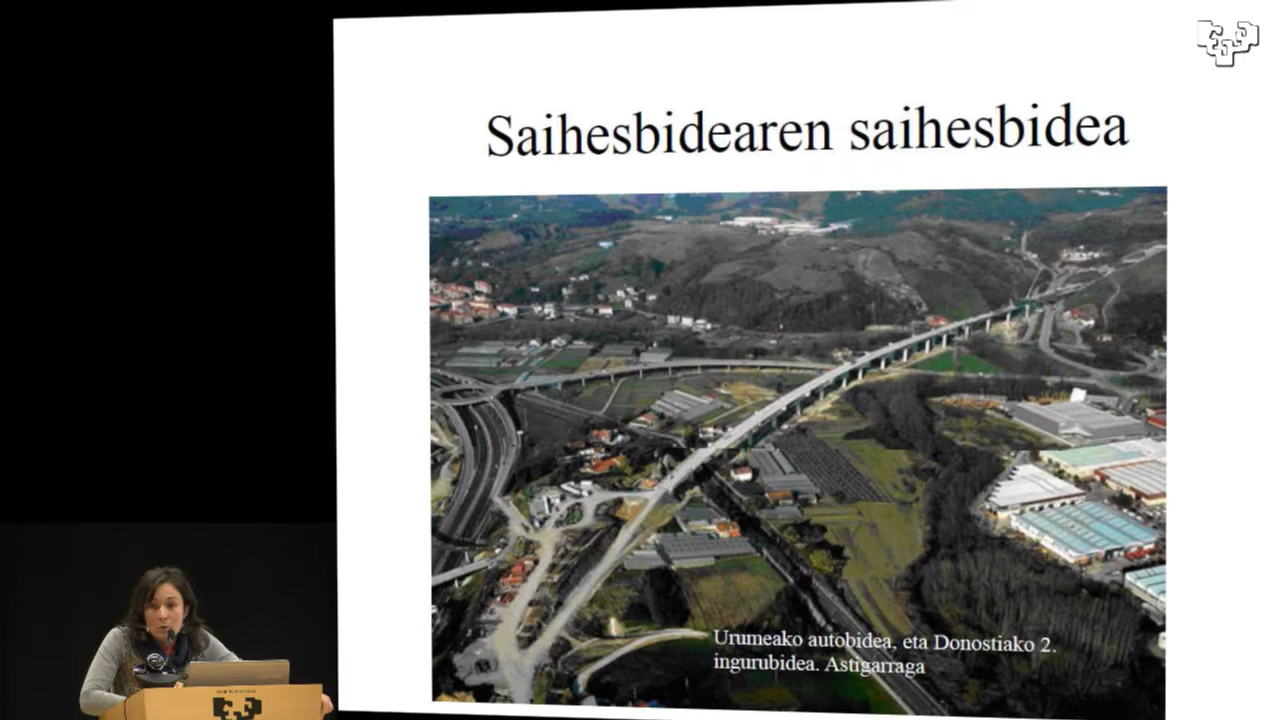 Saihesbidearen saihesbidea
Urumeako autobidea, eta Donostiako 2.
ingurubidea. Astigarraga